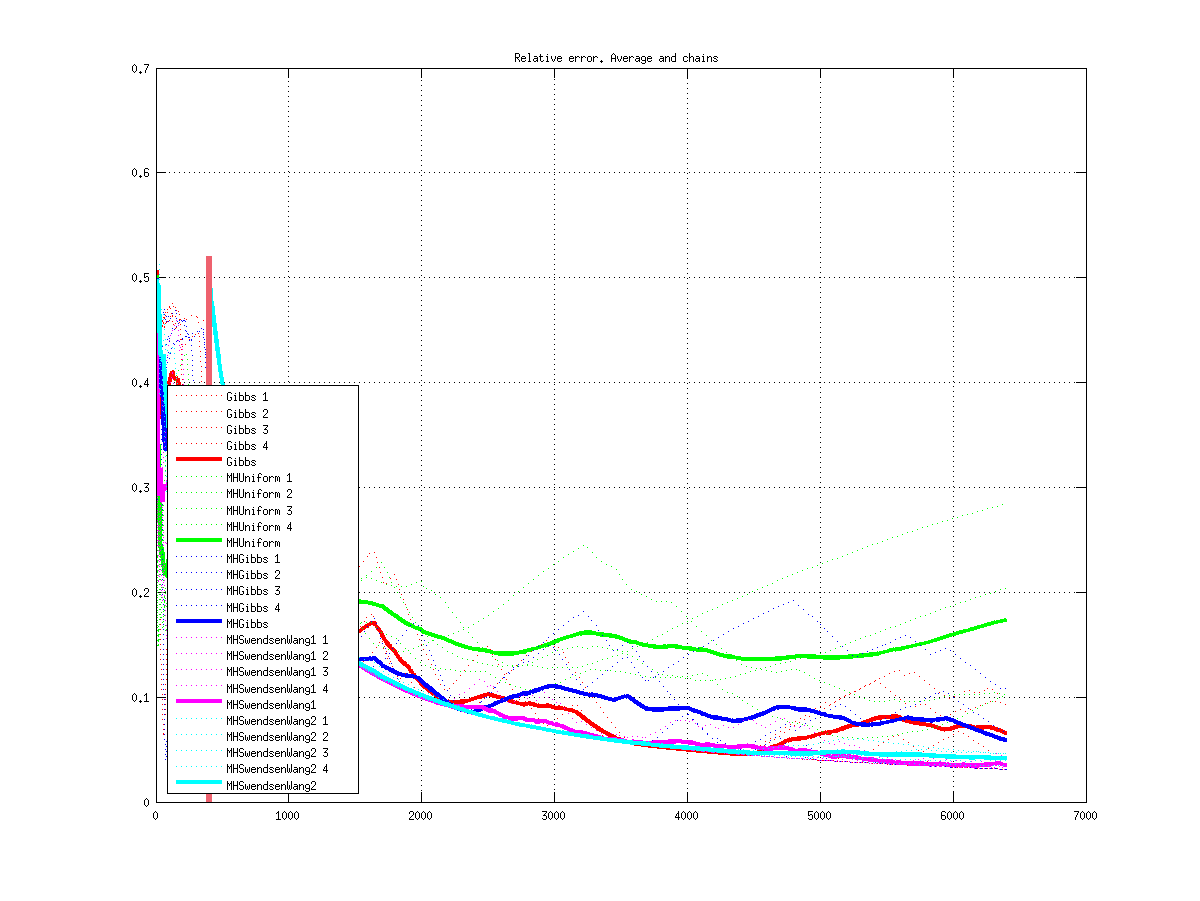 Relative error. Average and chains
0.7
0.6
0.5
0.4
0.3
0.2
0.1
0
Gibbs 1
Gibbs 2
Gibbs 3
Gibbs 4
Gibbs
MHUniform 1
MHUniform 2
MHUniform 3
MHUniform 4
MHUniform
MHGibbs 1
MHGibbs 2
MHGibbs 3
MHGibbs 4
MHGibbs
MHSwendsenWang1 1
MHSwendsenWang1 2
MHSwendsenWang1 3
MHSwendsenWang1 4
MHSwendsenWang1
MHSwendsenWang2 1
MHSwendsenWang2 2
MHSwendsenWang2 3
MHSwendsenWang2 4
MHSwendsenWang2
0 1000 2000 3000 4000 5000 6000 7000